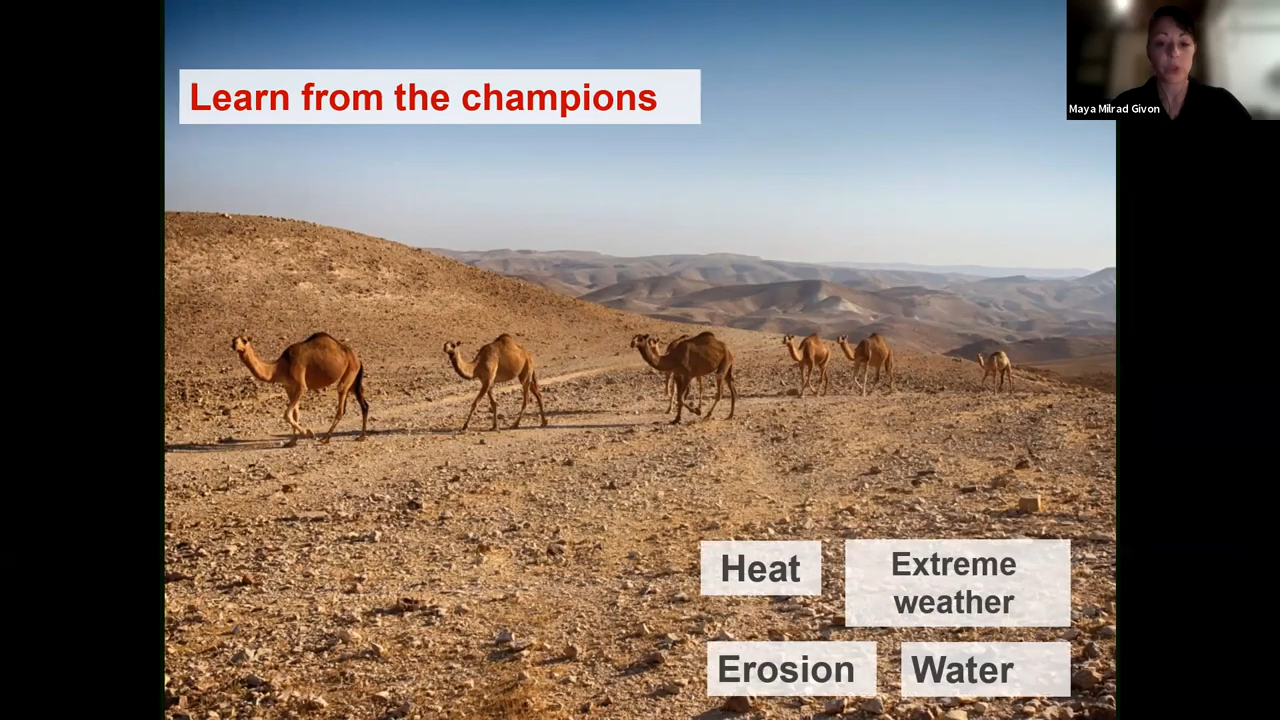 Learn from the champions
Maya Milrad Givon
Heat
Extreme
weather
Erosion
Water